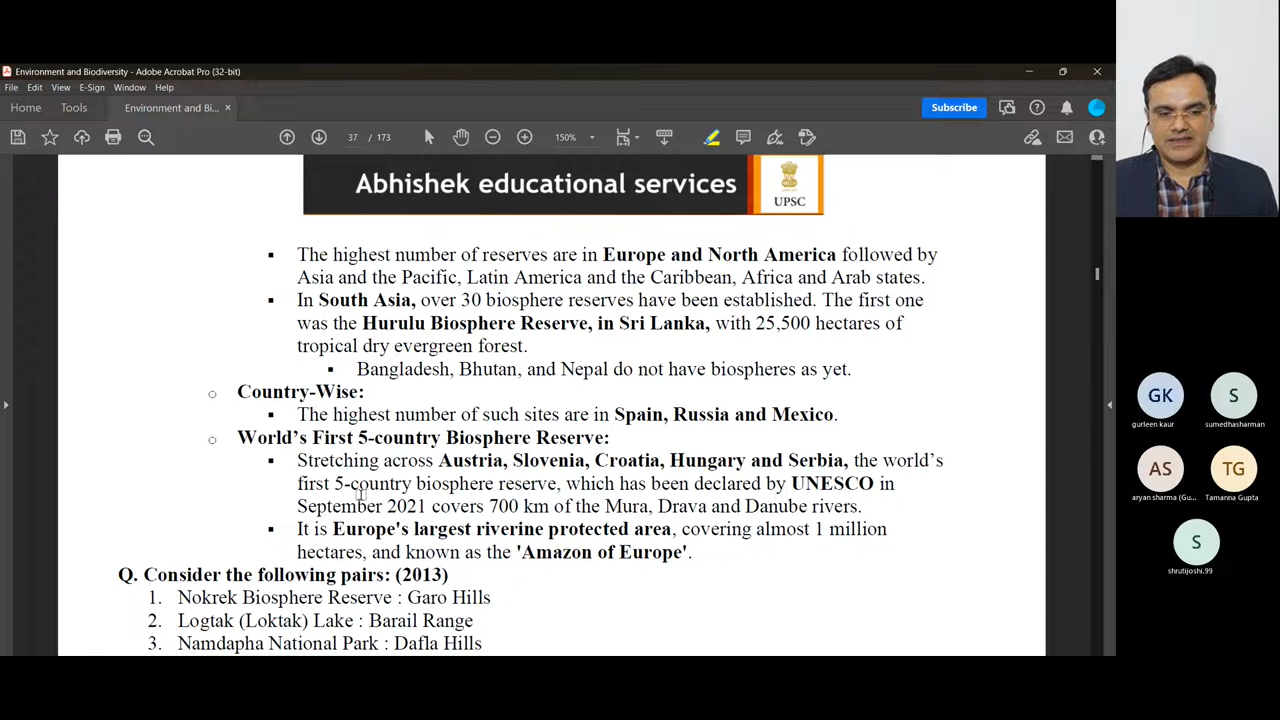 Environment and Biodiversity - Adobe Acrobat Pro (32-bit)
File Edit View E-Sign Window Help
Home Tools Environment and Bi... × Subscribe
37 / 173 150%
Abhishek educational services
UPSC
▪ The highest number of reserves are in Europe and North America followed by
Asia and the Pacific, Latin America and the Caribbean, Africa and Arab states.
▪ In South Asia, over 30 biosphere reserves have been established. The first one
was the Hurulu Biosphere Reserve, in Sri Lanka, with 25,500 hectares of
tropical dry evergreen forest.
▪ Bangladesh, Bhutan, and Nepal do not have biospheres as yet.
○ Country-Wise:
▪ The highest number of such sites are in Spain, Russia and Mexico.
○ World's First 5-country Biosphere Reserve:
▪ Stretching across Austria, Slovenia, Croatia, Hungary and Serbia, the world's
first 5-country biosphere reserve, which has been declared by UNESCO in
September 2021 covers 700 km of the Mura, Drava and Danube rivers.
▪ It is Europe's largest riverine protected area, covering almost 1 million
hectares, and known as the 'Amazon of Europe'.
Q. Consider the following pairs: (2013)
1. Nokrek Biosphere Reserve : Garo Hills
2. Logtak (Loktak) Lake : Barail Range
3. Namdapha National Park : Dafla Hills
GK
gurleen kaur
S
sumedhasharman
AS
aryan sharma (Gu...
TG
Tamanna Gupta
S
shrutijoshi.99